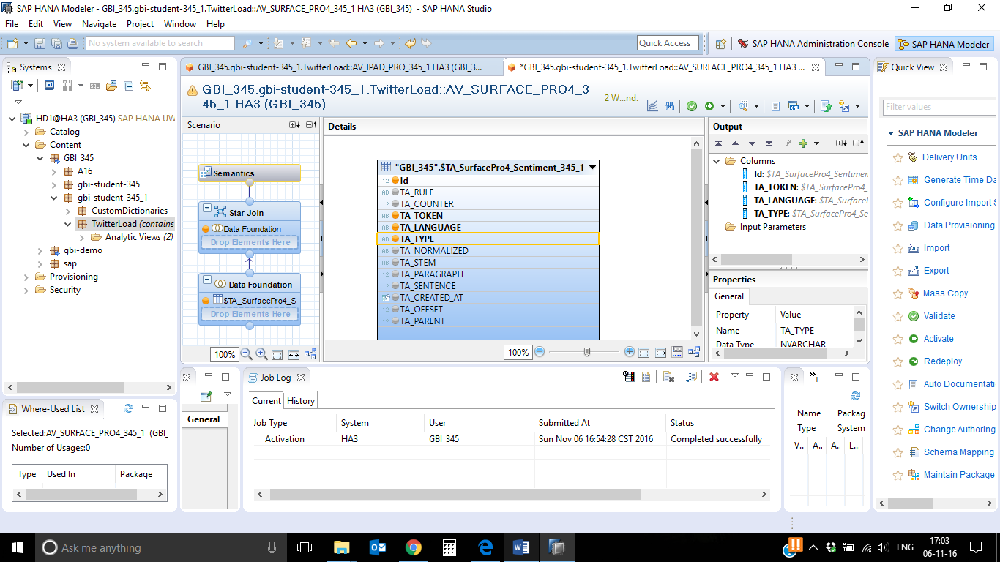 SAP HANA Modeler - GBI_345.gbi-student-345_1.TwitterLoad::AV_SURFACE_PRO4_345_1 HA3 (GBI_345) - SAP HANA Studio
File Edit View Navigate Project Window Help
No system available to search
Quick Access
SAP HANA Administration Console
SAP HANA Modeler
Systems
HD1@HA3 (GBI_345) SAP HANA UW
Catalog
Content
GBI_345
A16
gbi-student-345
gbi-student-345_1
CustomDictionaries
TwitterLoad (contains
Analytic Views (2)
gbi-demo
sap
Provisioning
Security
Where-Used List
Selected:AV_SURFACE_PRO4_345_1 (GBI_
Number of Usages:0
Type Used In Package
GBI_345.gbi-student-345_1.TwitterLoad::AV_IPAD_PRO_345_1 HA3 (GBI_3...
*GBI_345.gbi-student-345_1.TwitterLoad::AV_SURFACE_PRO4_345_1 HA3 ...
GBI_345.gbi-student-345_1.TwitterLoad::AV_SURFACE_PRO4_3
45_1 HA3 (GBI_345)
2 W...nd.
Scenario
Semantics
Star Join
Data Foundation
Drop Elements Here
Data Foundation
$TA_SurfacePro4_S
Drop Elements Here
100%
Details
"GBI_345".$TA_SurfacePro4_Sentiment_345_1
12 Id
AB TA_RULE
12 TA_COUNTER
AB TA_TOKEN
AB TA_LANGUAGE
AB TA_TYPE
AB TA_NORMALIZED
AB TA_STEM
12 TA_PARAGRAPH
12 TA_SENTENCE
TA_CREATED_AT
12 TA_OFFSET
12 TA_PARENT
100%
Output
Columns
Id: $TA_SurfacePro4_Sentimen
TA_TOKEN: $TA_SurfacePro4_
TA_LANGUAGE: $TA_Surfacef
TA_TYPE: $TA_SurfacePro4_Se
Input Parameters
Properties
General
Property Value
Name TA_TYPE
Data Type NVARCHAR
General
Job Log
Current History
Job Type System User Submitted At Status
Activation HA3 GBI_345 Sun Nov 06 16:54:28 CST 2016 Completed successfully
»1
Name Packag
Type System
V.. A.. A.. L..
Quick View
Filter values
SAP HANA Modeler
Delivery Units
Generate Time Da
Configure Import S
Data Provisioning
Import
Export
Mass Copy
Validate
Activate
Redeploy
Auto Documentati
Switch Ownership
Change Authoring
Schema Mapping
Maintain Package
Ask me anything
ENG
17:03
06-11-16